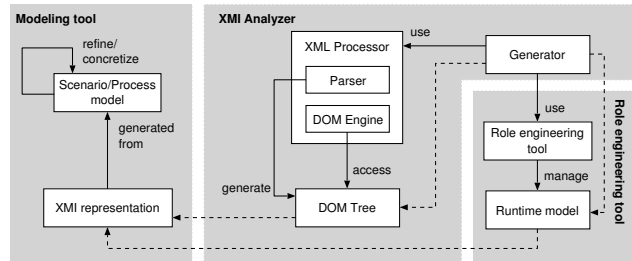 Modeling tool
XMI Analyzer
refine/
concretize
Scenario/Process
model
generated
from
XMI representation
XML Processor
Parser
DOM Engine
use
Generator
access
generate
DOM Tree
use
Role engineering
tool
manage
Runtime model
Role engineering tool